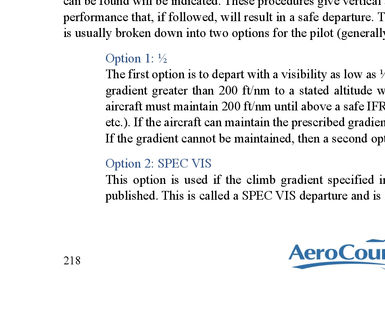 can be found will be indicated. These procedures give vertical
performance that, if followed, will result in a safe departure. T
is usually broken down into two options for the pilot (generally
Option 1: ½
The first option is to depart with a visibility as low as
gradient greater than 200 ft/nm to a stated altitude w
aircraft must maintain 200 ft/nm until above a safe IFR
etc.). If the aircraft can maintain the prescribed gradien
If the gradient cannot be maintained, then a second opt
Option 2: SPEC VIS
This option is used if the climb gradient specified i
published. This is called a SPEC VIS departure and is
218
AeroCour